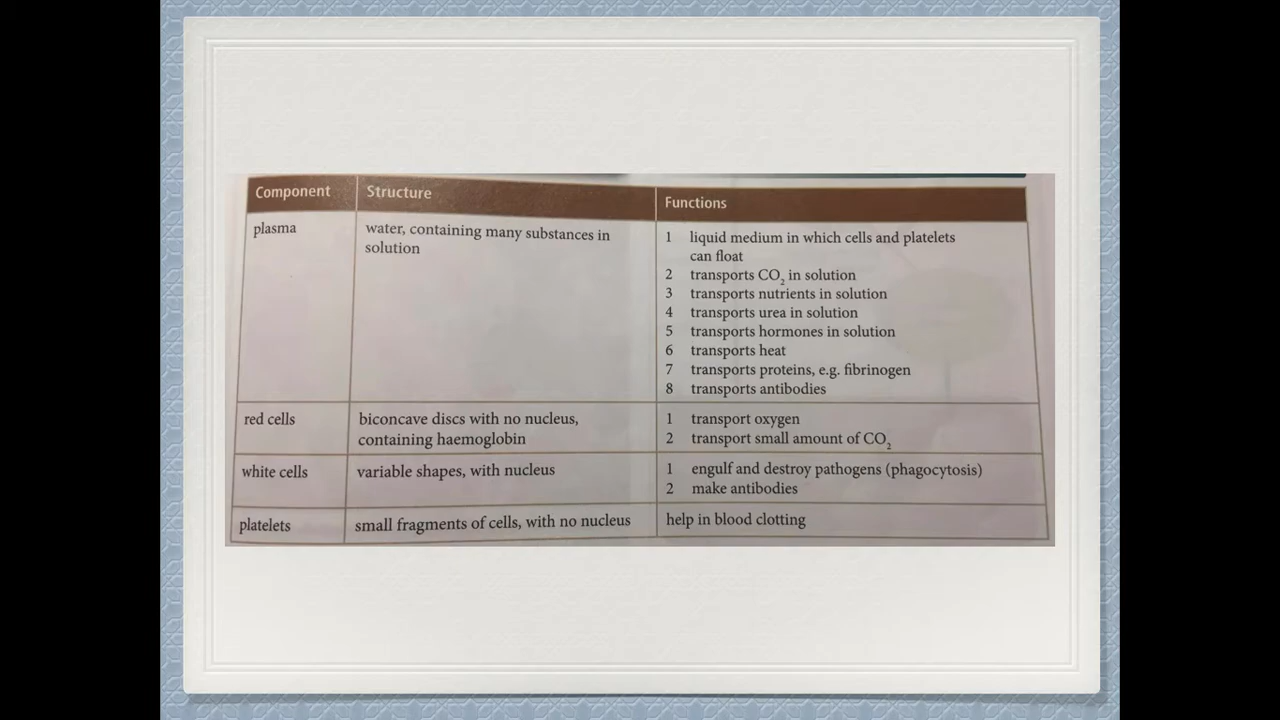 Component Structure Functions
plasma water, containing many substances in 1 liquid medium in which cells and platelets
solution can float
2 transports CO₂ in solution
3 transports nutrients in solution
4 transports urea in solution
5 transports hormones in solution
6 transports heat
7 transports proteins, e.g. fibrinogen
8 transports antibodies
red cells biconcave discs with no nucleus, 1 transport oxygen
containing haemoglobin 2 transport small amount of CO₂
white cells variable shapes, with nucleus 1 engulf and destroy pathogens (phagocytosis)
2 make antibodies
platelets small fragments of cells, with no nucleus help in blood clotting